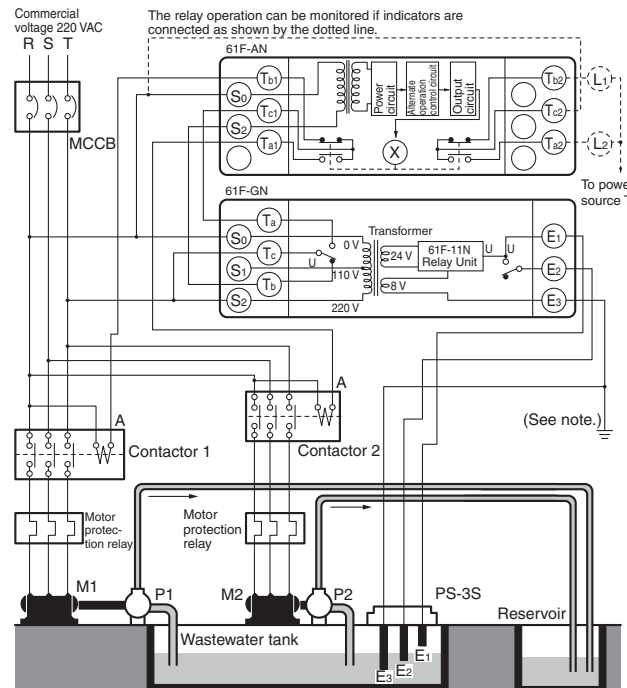 Commercial
voltage 220 VAC
R S T
The relay operation can be monitored if indicators are
connected as shown by the dotted line.
61F-AN
Tb1
S0
Tc1
S2
Ta1
Power
circuit
Alternate
operation
control circuit
Output
circuit
X
Tb2
Tc2
Ta2
L1
L2
To powe
source T
MCCB
61F-GN
Ta
S0
Tc
S1
Tb
S2
U
0 V
110 V
220 V
Transformer
24 V
8 V
61F-11N
Relay Unit
U
U
E1
E2
E3
A
Contactor 1
A
Contactor 2
(See note.)
Motor
protec-
tion relay
Motor
protection
relay
M1
P1
M2
P2
PS-3S
Reservoir
Wastewater tank
E3
E2
E1